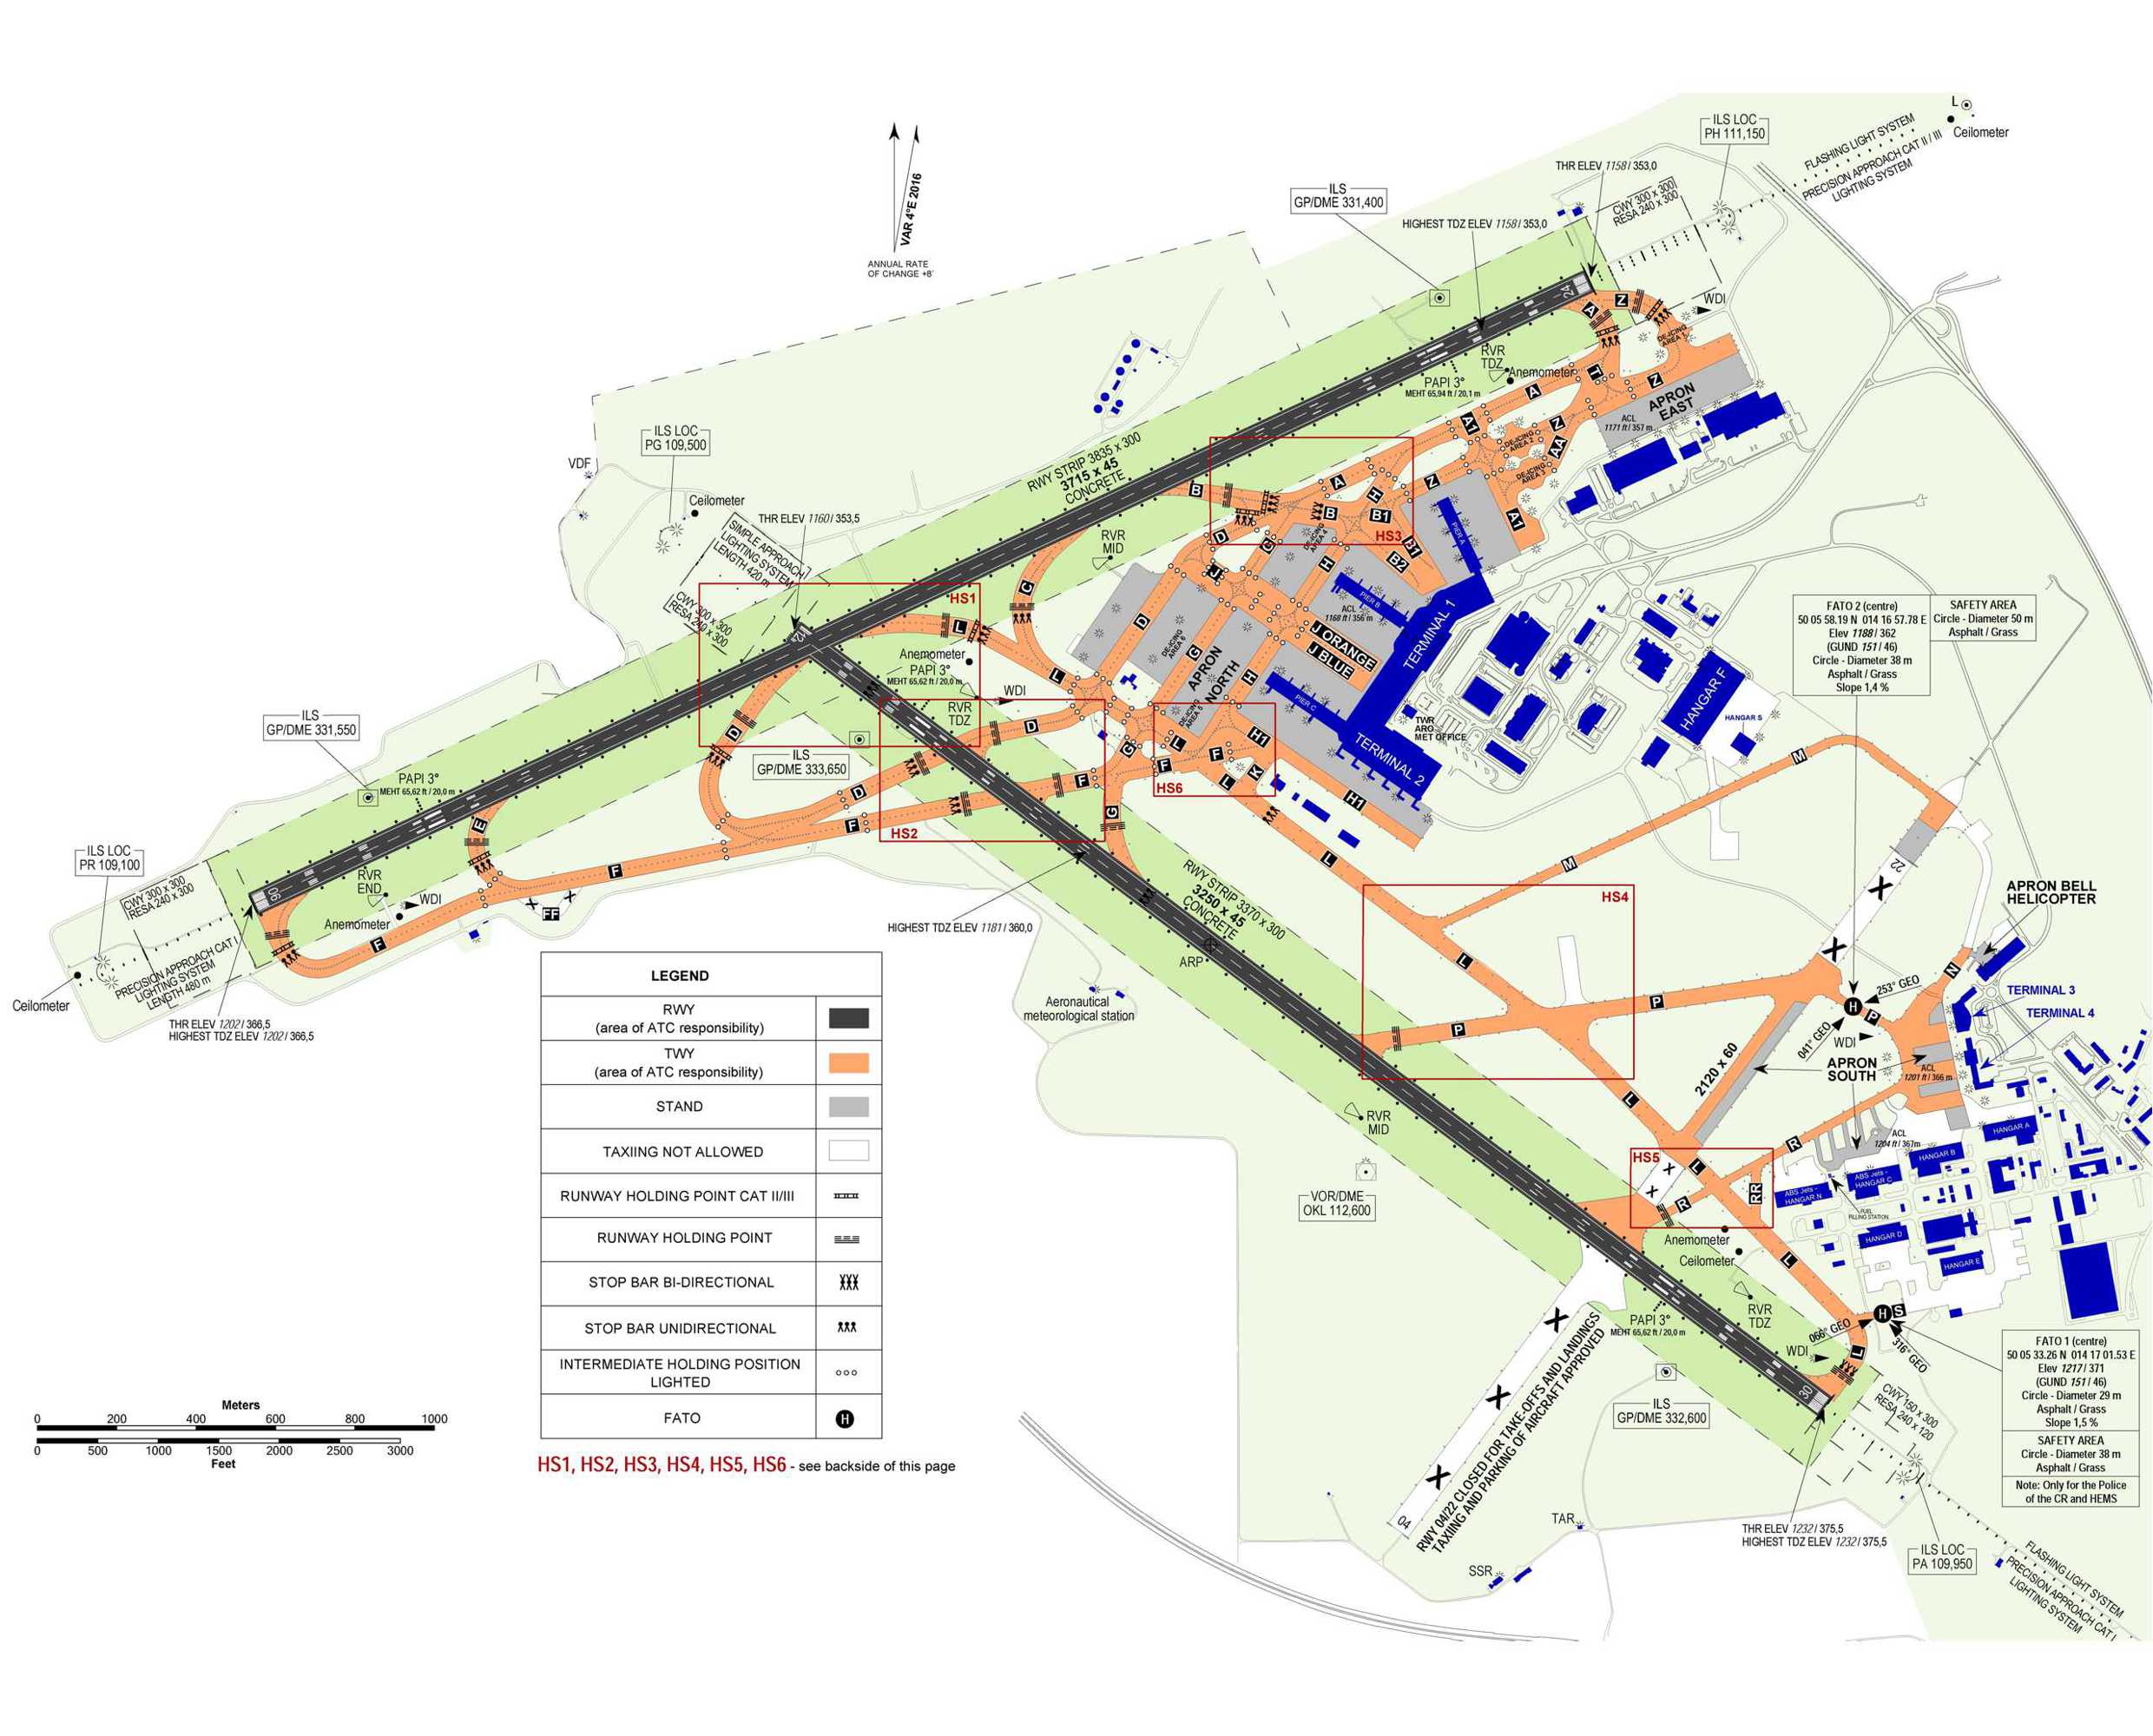 L
Ceilometer
FLASHING LIGHT SYSTEM
PRECISION APPROACH CAT II / III
LIGHTING SYSTEM
ILS LOC
PH 111,150
THR ELEV 1158 / 353,0
CWY 300 x 300
RESA 240 x 300
ILS
GP/DME 331,400
HIGHEST TDZ ELEV 1158 / 353,0
VAR 4°E 2016
ANNUAL RATE
OF CHANGE +8'
24
A
Z
WDI
DE-ICING
AREA 1
RVR
TDZ
Anemometer
PAPI 3°
MEHT 65,94 ft / 20,1 m
A
Z
APRON
EAST
ACL
1171 ft / 357 m
A1
Z
AA
DE-ICING
AREA 2
DE-ICING
AREA 3
A1
RWY STRIP 3835 x 300
3715 x 45
CONCRETE
B
A
H
Z
B
B1
D
G
DE-ICING
AREA 4
HS3
B1
B2
H
J
PIER A
PIER B
ACL
1168 ft / 356 m
TERMINAL 1
J ORANGE
J BLUE
ILS LOC
PG 109,500
VDF
Ceilometer
SIMPLE APPROACH
LIGHTING SYSTEM
LENGTH 420 m
THR ELEV 1160 / 353,5
CWY 300 x 300
RESA 240 x 300
RVR
MID
C
D
DE-ICING
AREA 6
G
APRON
NORTH
H
DE-ICING
AREA 5
PIER C
HS1
12
L
Anemometer
PAPI 3°
MEHT 65,62 ft / 20,0 m
RVR
TDZ
WDI
L
D
D
G
L
F
F
H1
K
L
HS6
H1
TERMINAL 2
TWR
ARO
MET OFFICE
HANGAR F
HANGAR S
FATO 2 (centre)
50 05 58.19 N 014 16 57.78 E
Elev 1188 / 362
(GUND 151 / 46)
Circle - Diameter 38 m
Asphalt / Grass
Slope 1,4 %
SAFETY AREA
Circle - Diameter 50 m
Asphalt / Grass
ILS
GP/DME 331,550
PAPI 3°
MEHT 65,62 ft / 20,0 m
ILS
GP/DME 333,650
D
F
F
G
HS2
E
ILS LOC
PR 109,100
CWY 300 x 300
RESA 240 x 300
06
RVR
END
WDI
Anemometer
F
F
FF
PRECISION APPROACH CAT I
LIGHTING SYSTEM
LENGTH 480 m
Ceilometer
THR ELEV 1202 / 366,5
HIGHEST TDZ ELEV 1202 / 366,5
HIGHEST TDZ ELEV 1181 / 360,0
RWY STRIP 3370 x 300
3250 x 45
CONCRETE
ARP
Aeronautical
meteorological station
L
M
M
HS4
L
P
P
22
APRON BELL
HELICOPTER
N
253° GEO
H
P
041° GEO
WDI
TERMINAL 3
TERMINAL 4
APRON
SOUTH
ACL
1201 ft / 366 m
2120 x 60
L
R
ACL
1204 ft / 367m
HANGAR A
HANGAR B
ABS Jets -
HANGAR C
ABS Jets -
HANGAR N
FUEL
FILLING STATION
HANGAR D
HANGAR E
HS5
L
R
RR
Anemometer
Ceilometer
L
RVR
MID
VOR/DME
OKL 112,600
RVR
TDZ
PAPI 3°
MEHT 65,62 ft / 20,0 m
WDI
066° GEO
H
S
316° GEO
L
30
ILS
GP/DME 332,600
CWY 150 x 300
RESA 240 x 120
FATO 1 (centre)
50 05 33.26 N 014 17 01.53 E
Elev 1217 / 371
(GUND 151 / 46)
Circle - Diameter 29 m
Asphalt / Grass
Slope 1,5 %
SAFETY AREA
Circle - Diameter 38 m
Asphalt / Grass
Note: Only for the Police
of the CR and HEMS
04
RWY 04/22 CLOSED FOR TAKE-OFFS AND LANDINGS
TAXIING AND PARKING OF AIRCRAFT APPROVED
TAR
SSR
THR ELEV 1232 / 375,5
HIGHEST TDZ ELEV 1232 / 375,5
ILS LOC
PA 109,950
FLASHING LIGHT SYSTEM
PRECISION APPROACH CAT I
LIGHTING SYSTEM
LEGEND
RWY
(area of ATC responsibility)
TWY
(area of ATC responsibility)
STAND
TAXIING NOT ALLOWED
RUNWAY HOLDING POINT CAT II/III
RUNWAY HOLDING POINT
STOP BAR BI-DIRECTIONAL
STOP BAR UNIDIRECTIONAL
INTERMEDIATE HOLDING POSITION
LIGHTED
FATO
H
HS1, HS2, HS3, HS4, HS5, HS6 - see backside of this page
Meters
0 200 400 600 800 1000
0 500 1000 1500 2000 2500 3000
Feet